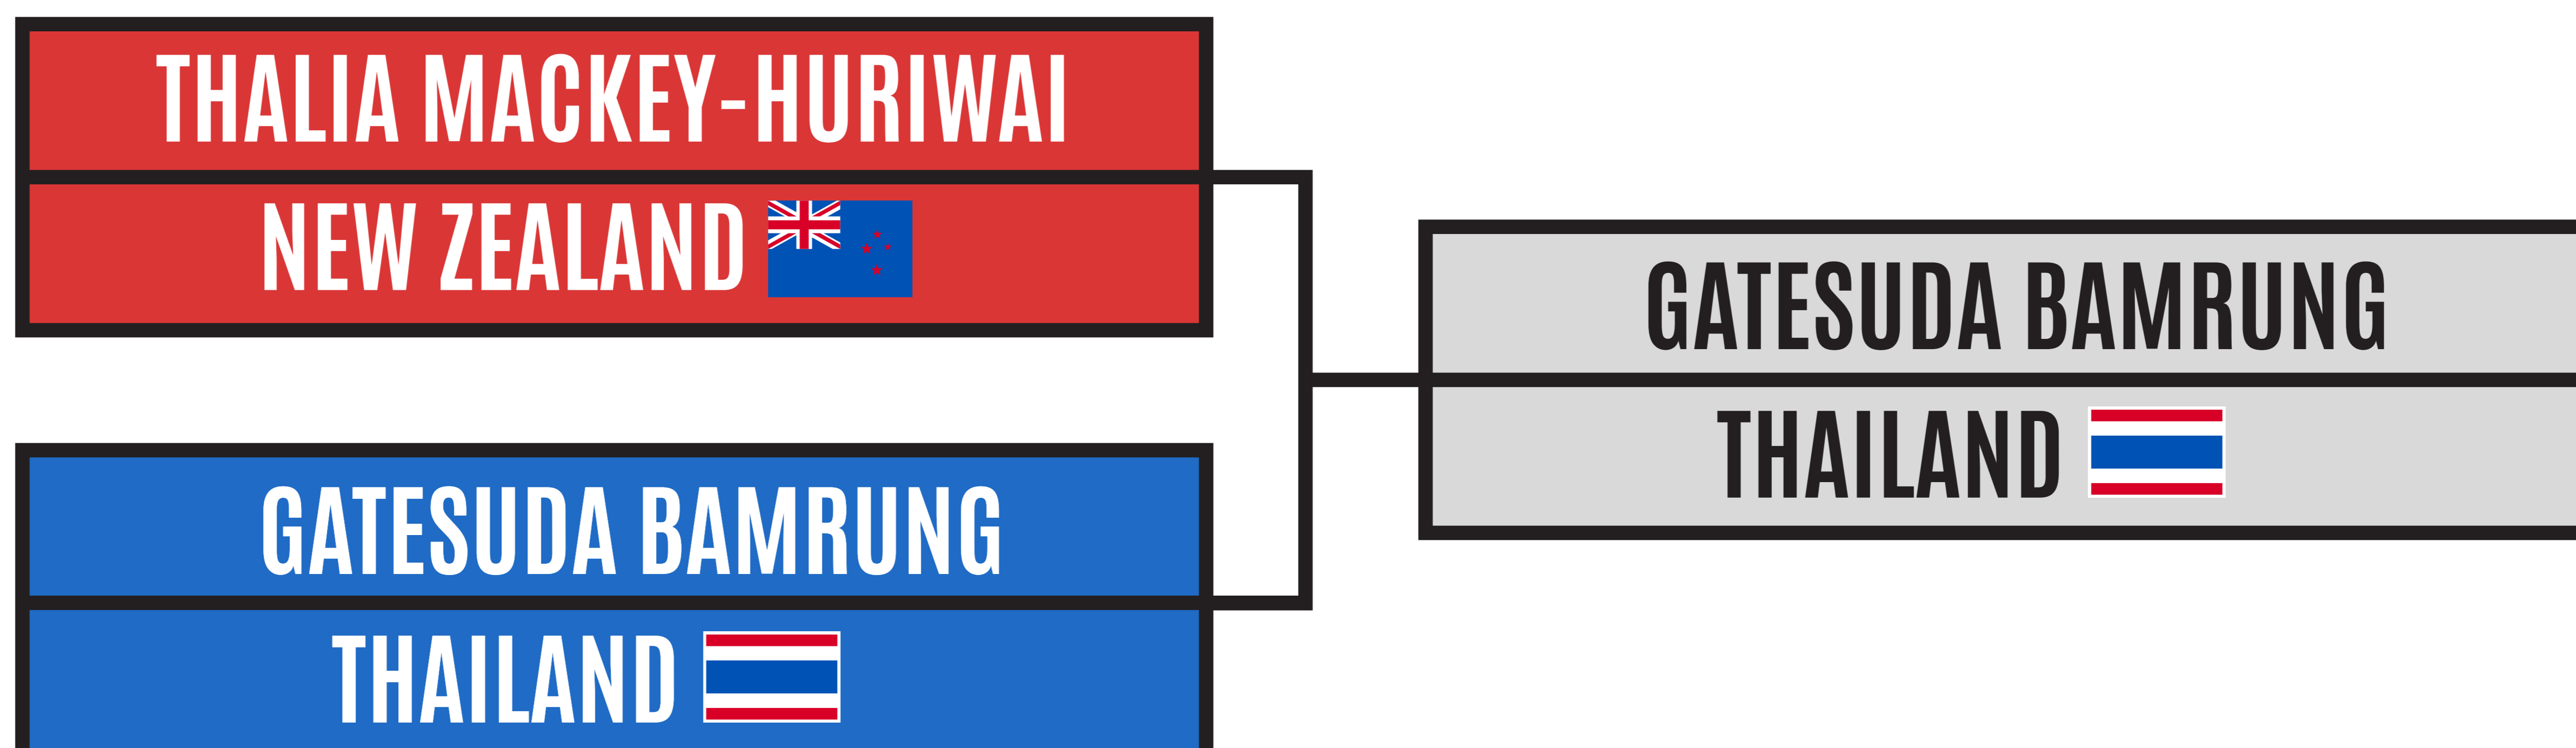 THALIA MACKEY-HURIWAI
NEW ZEALAND
GATESUDA BAMRUNG
THAILAND
GATESUDA BAMRUNG
THAILAND